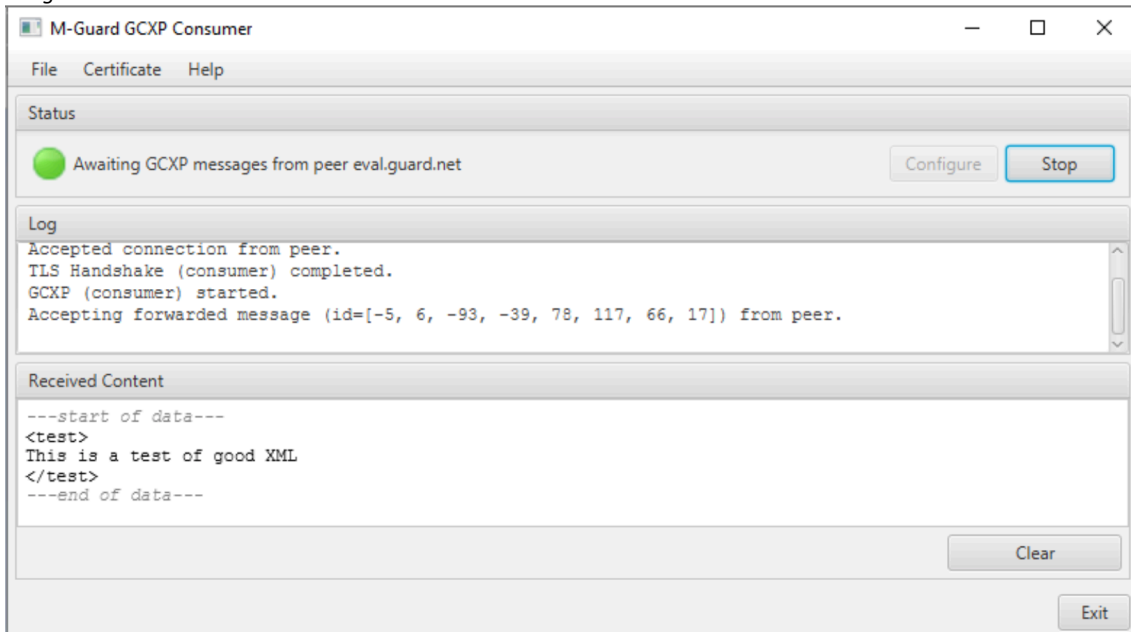 M-Guard GCXP Consumer
File Certificate Help
Status
Awaiting GCXP messages from peer eval.guard.net
Configure Stop
Log
Accepted connection from peer.
TLS Handshake (consumer) completed.
GCXP (consumer) started.
Accepting forwarded message (id=[-5, 6, -93, -39, 78, 117, 66, 17]) from peer.
Received Content
---start of data---
<test>
This is a test of good XML
</test>
---end of data---
Clear
Exit